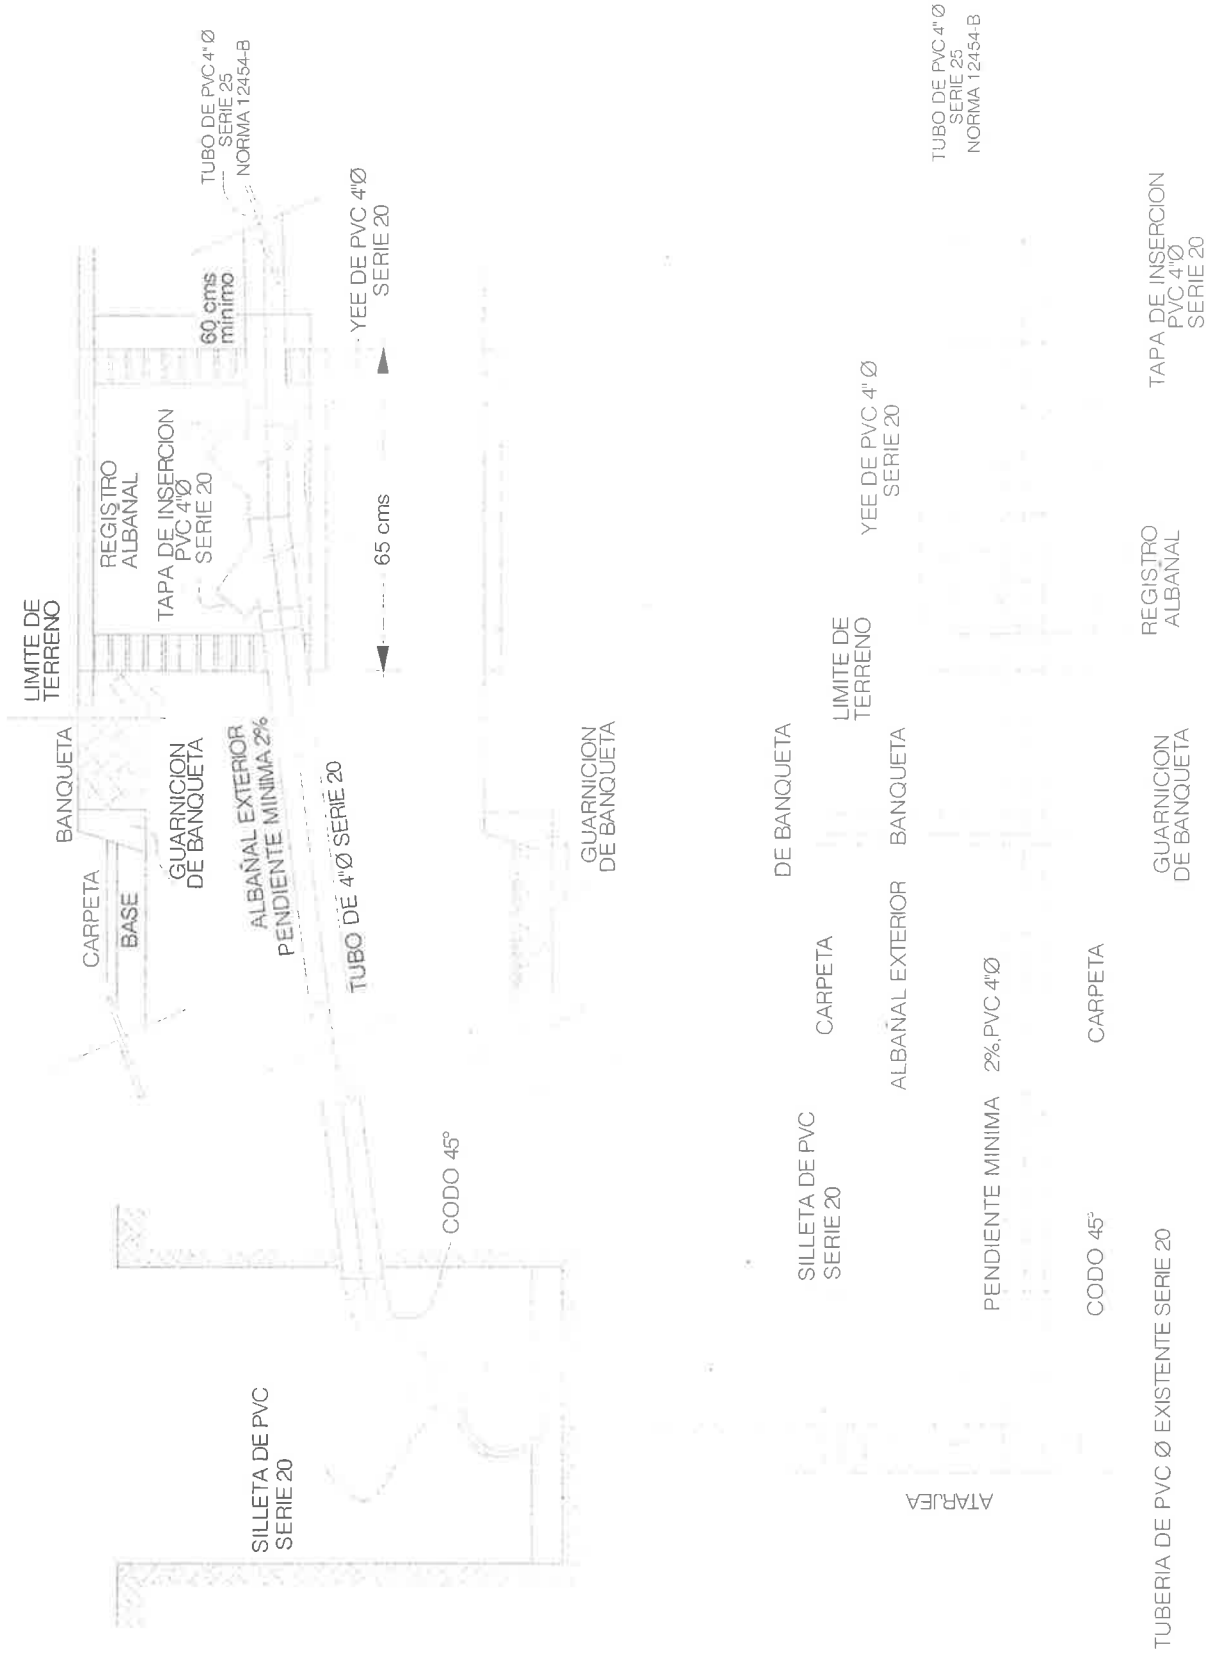 LIMITE DE
TERRENO
BANQUETA
CARPETA
BASE
GUARNICION
DE BANQUETA
REGISTRO
ALBAÑAL
TAPA DE INSERCION
PVC 4"Ø
SERIE 20
60 cms
mínimo
TUBO DE PVC 4" Ø
SERIE 25
NORMA 12454-B
ALBAÑAL EXTERIOR
PENDIENTE MINIMA 2%
TUBO DE 4"Ø SERIE 20
YEE DE PVC 4"Ø
SERIE 20
65 cms
SILLETA DE PVC
SERIE 20
CODO 45°
GUARNICION
DE BANQUETA
DE BANQUETA
LIMITE DE
TERRENO
YEE DE PVC 4" Ø
SERIE 20
TUBO DE PVC 4" Ø
SERIE 25
NORMA 12454-B
SILLETA DE PVC
SERIE 20
CARPETA
ALBAÑAL EXTERIOR
BANQUETA
ATARJEA
PENDIENTE MINIMA 2%,PVC 4"Ø
CODO 45°
CARPETA
TUBERIA DE PVC Ø EXISTENTE SERIE 20
GUARNICION
DE BANQUETA
REGISTRO
ALBAÑAL
TAPA DE INSERCION
PVC 4"Ø
SERIE 20